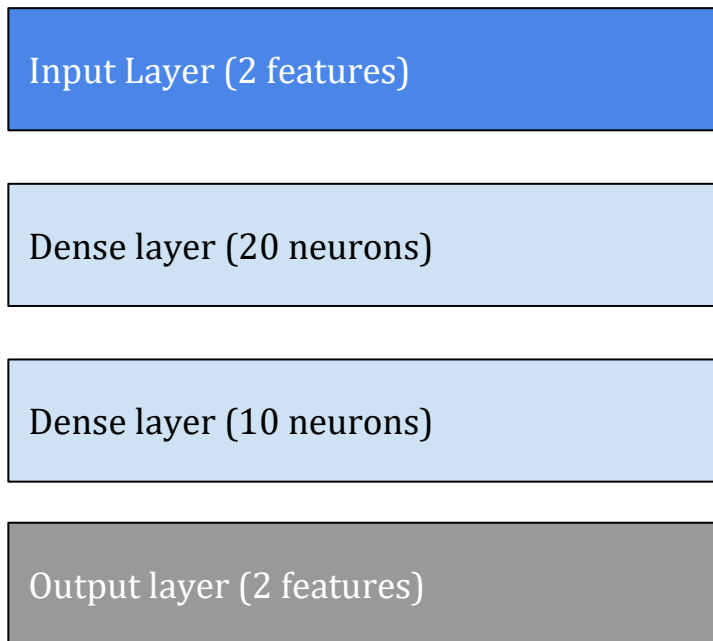 Input Layer (2 features)
Dense layer (20 neurons)
Dense layer (10 neurons)
Output layer (2 features)